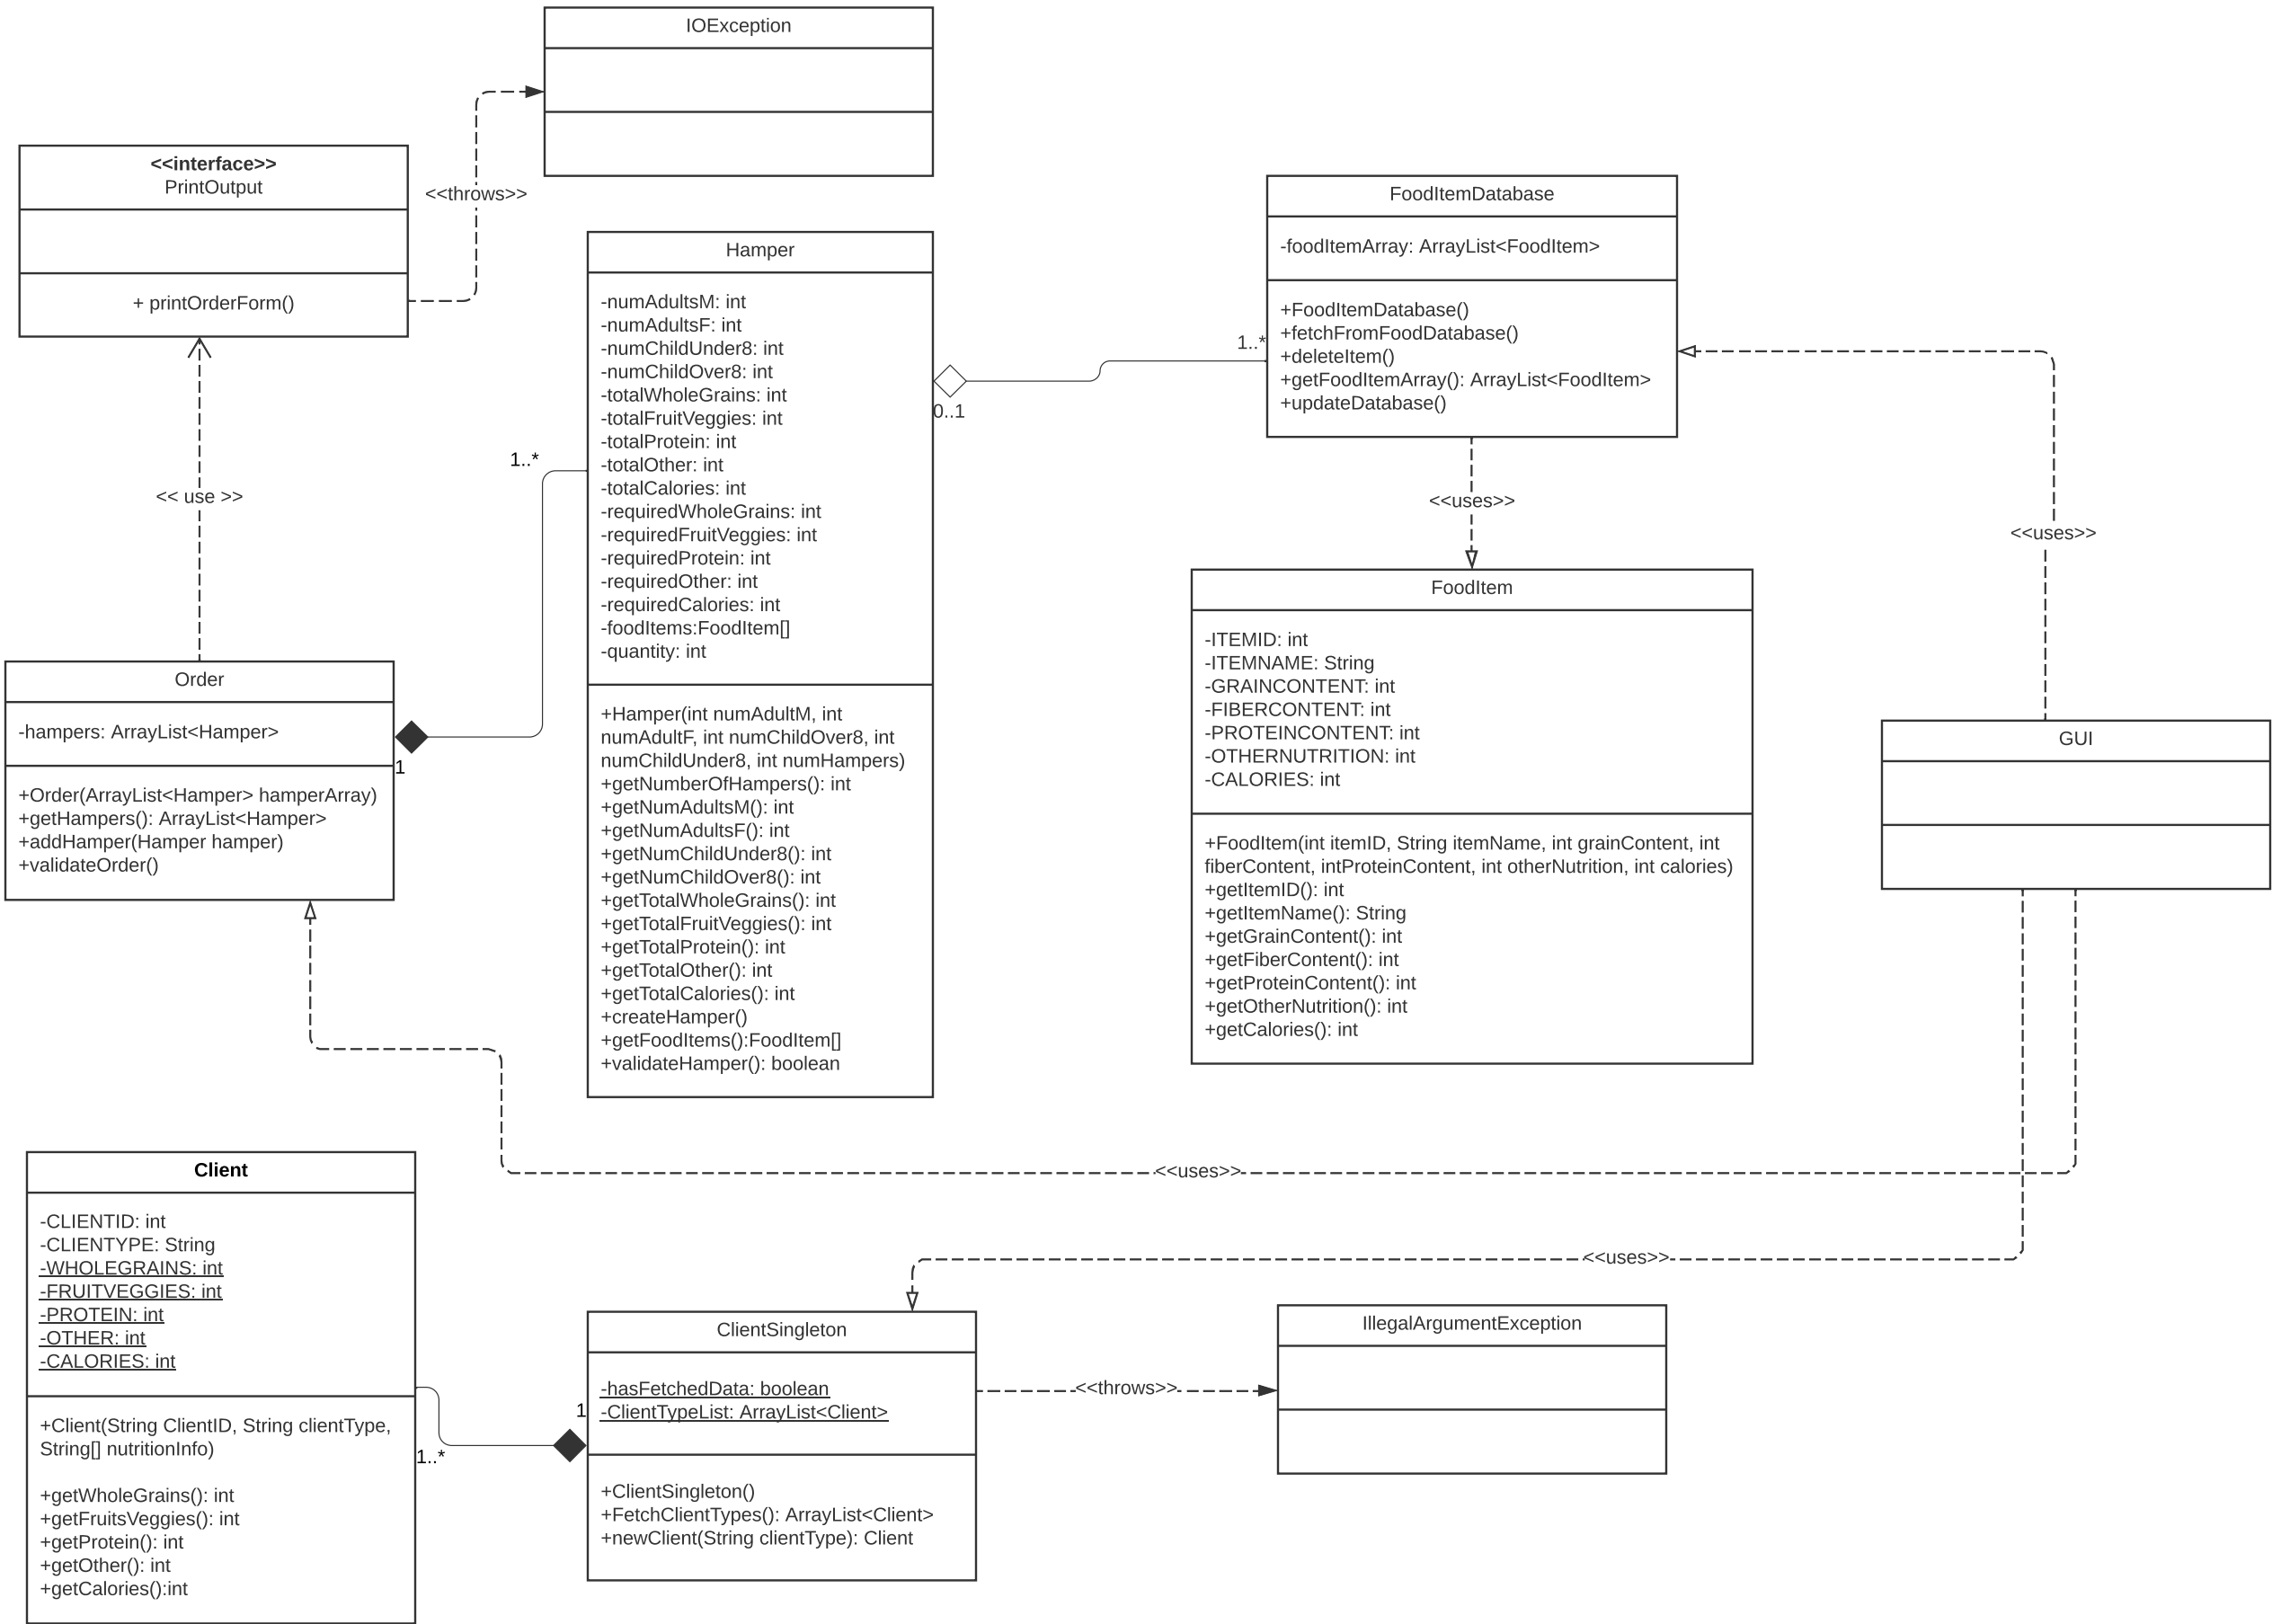 IOException
<<interface>>
PrintOutput
+ printOrderForm()
<<throws>>
<< use >>
Order
-hampers: ArrayList<Hamper>
+Order(ArrayList<Hamper> hamperArray)
+getHampers(): ArrayList<Hamper>
+addHamper(Hamper hamper)
+validateOrder()
1
1..*
Hamper
-numAdultsM: int
-numAdultsF: int
-numChildUnder8: int
-numChildOver8: int
-totalWholeGrains: int
-totalFruitVeggies: int
-totalProtein: int
-totalOther: int
-totalCalories: int
-requiredWholeGrains: int
-requiredFruitVeggies: int
-requiredProtein: int
-requiredOther: int
-requiredCalories: int
-foodItems:FoodItem[]
-quantity: int
+Hamper(int numAdultM, int
numAdultF, int numChildOver8, int
numChildUnder8, int numHampers)
+getNumberOfHampers(): int
+getNumAdultsM(): int
+getNumAdultsF(): int
+getNumChildUnder8(): int
+getNumChildOver8(): int
+getTotalWholeGrains(): int
+getTotalFruitVeggies(): int
+getTotalProtein(): int
+getTotalOther(): int
+getTotalCalories(): int
+createHamper()
+getFoodItems():FoodItem[]
+validateHamper(): boolean
0..1
1..*
FoodItemDatabase
-foodItemArray: ArrayList<FoodItem>
+FoodItemDatabase()
+fetchFromFoodDatabase()
+deleteItem()
+getFoodItemArray(): ArrayList<FoodItem>
+updateDatabase()
<<uses>>
FoodItem
-ITEMID: int
-ITEMNAME: String
-GRAINCONTENT: int
-FIBERCONTENT: int
-PROTEINCONTENT: int
-OTHERNUTRITION: int
-CALORIES: int
+FoodItem(int itemID, String itemName, int grainContent, int
fiberContent, intProteinContent, int otherNutrition, int calories)
+getItemID(): int
+getItemName(): String
+getGrainContent(): int
+getFiberContent(): int
+getProteinContent(): int
+getOtherNutrition(): int
+getCalories(): int
<<uses>>
GUI
<<uses>>
<<uses>>
Client
-CLIENTID: int
-CLIENTYPE: String
-WHOLEGRAINS: int
-FRUITVEGGIES: int
-PROTEIN: int
-OTHER: int
-CALORIES: int
+Client(String ClientID, String clientType,
String[] nutritionInfo)
+getWholeGrains(): int
+getFruitsVeggies(): int
+getProtein(): int
+getOther(): int
+getCalories():int
1..*
1
ClientSingleton
-hasFetchedData: boolean
-ClientTypeList: ArrayList<Client>
+ClientSingleton()
+FetchClientTypes(): ArrayList<Client>
+newClient(String clientType): Client
<<throws>>
IllegalArgumentException